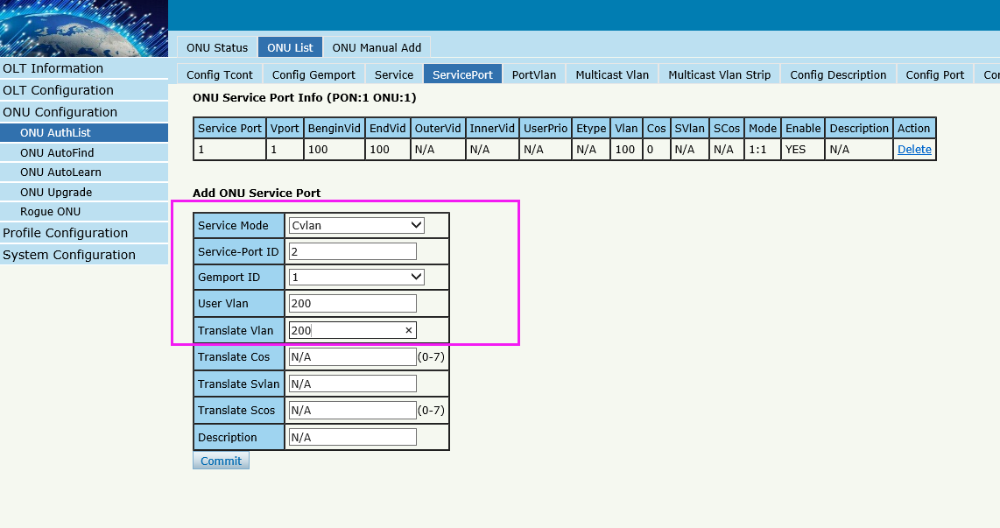 ONU Status ONU List ONU Manual Add
OLT Information
OLT Configuration
ONU Configuration
ONU AuthList
ONU AutoFind
ONU AutoLearn
ONU Upgrade
Rogue ONU
Profile Configuration
System Configuration
Config Tcont Config Gemport Service ServicePort PortVlan Multicast Vlan Multicast Vlan Strip Config Description Config Port Co
ONU Service Port Info (PON:1 ONU:1)
Service Port Vport BenginVid EndVid OuterVid InnerVid UserPrio Etype Vlan Cos SVlan SCos Mode Enable Description Action
1 1 100 100 N/A N/A N/A N/A 100 0 N/A N/A 1:1 YES N/A Delete
Add ONU Service Port
Service Mode Cvlan
Service-Port ID 2
Gemport ID 1
User Vlan 200
Translate Vlan 200 ×
Translate Cos N/A (0-7)
Translate Svlan N/A
Translate Scos N/A (0-7)
Description N/A
Commit